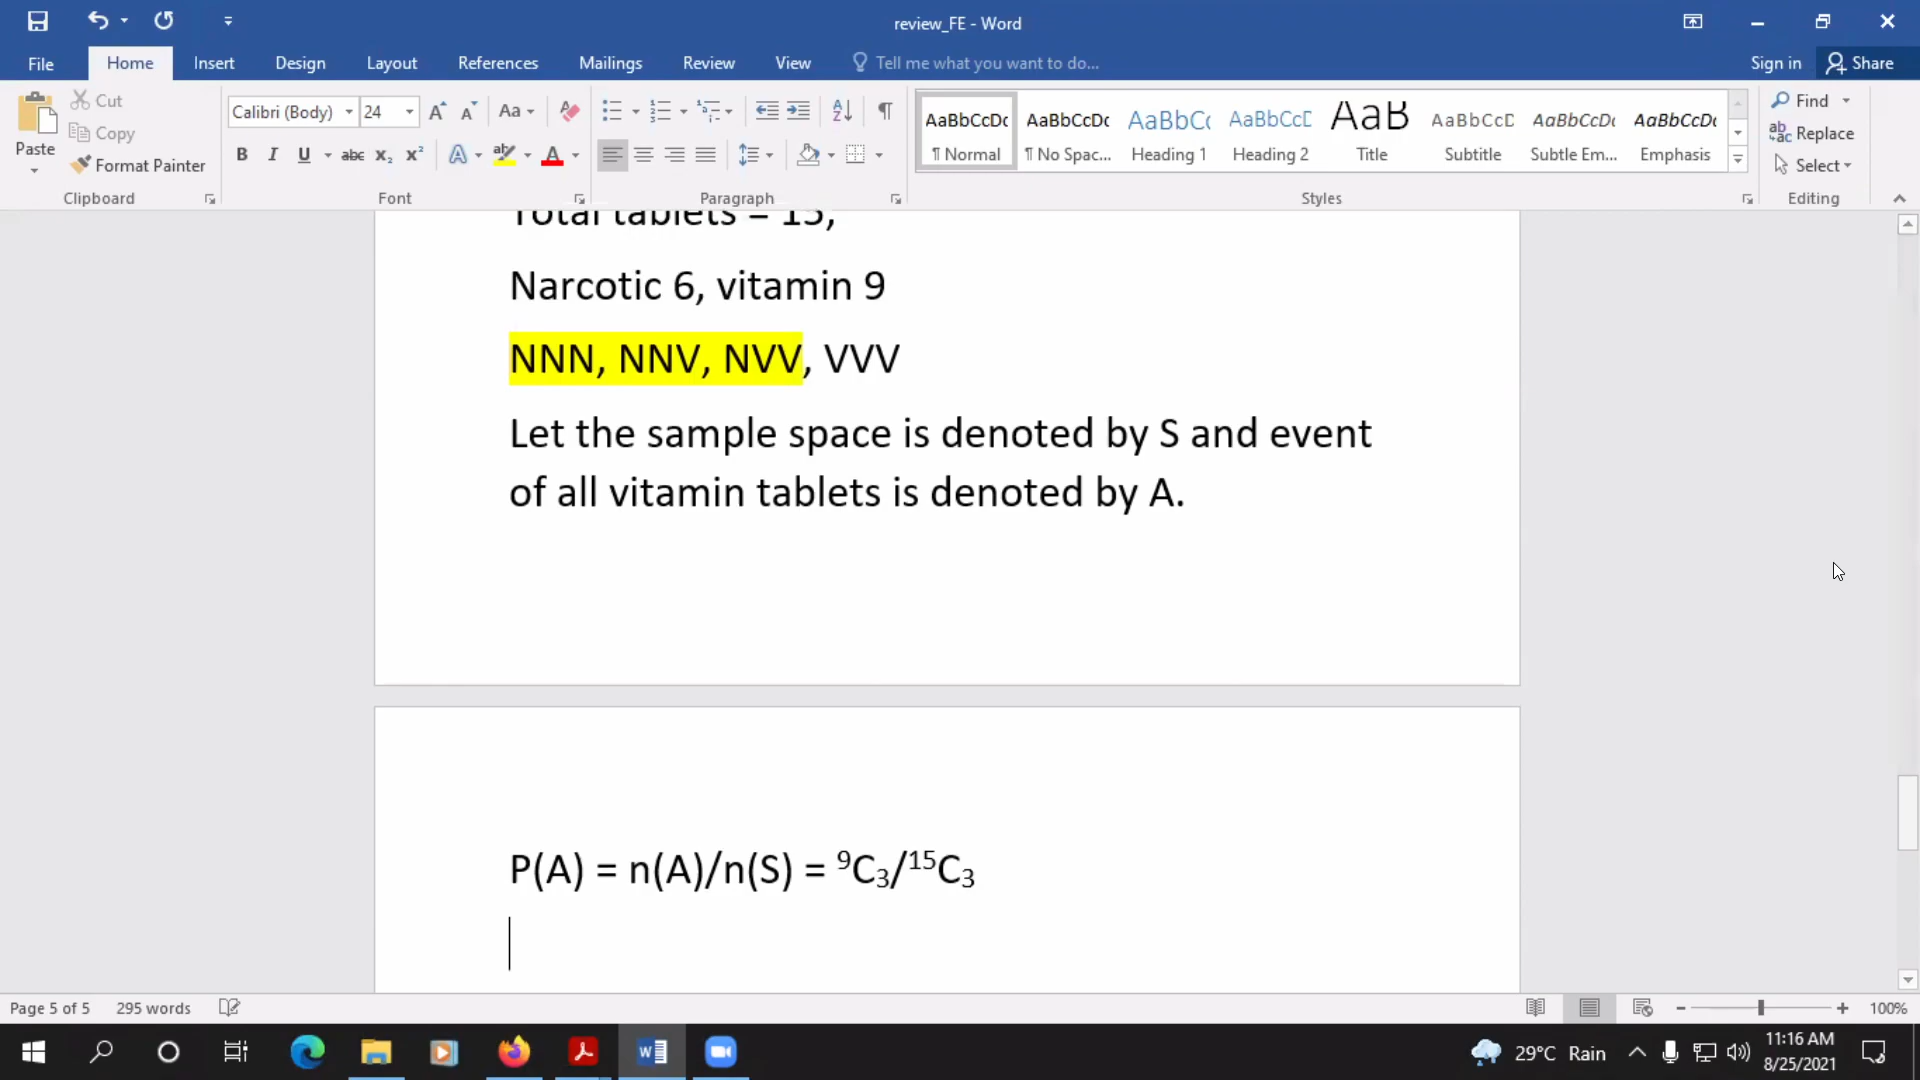 review_FE - Word
File Home Insert Design Layout References Mailings Review View Tell me what you want to do... Sign in Share
Cut
Copy
Format Painter
Paste
Clipboard
Calibri (Body) 24
Font
Paragraph
AaBbCcDc AaBbCcDc AaBbCc AaBbCcD AaB AaBbCcD AaBbCcDc AaBbCcDc
¶ Normal ¶ No Spac... Heading 1 Heading 2 Title Subtitle Subtle Em... Emphasis
Styles
Find
Replace
Select
Editing
Total tablets = 15,
Narcotic 6, vitamin 9
NNN, NNV, NVV, VVV
Let the sample space is denoted by S and event
of all vitamin tablets is denoted by A.
P(A) = n(A)/n(S) = ⁹C₃/¹⁵C₃
Page 5 of 5 295 words 100%
29°C Rain
11:16 AM
8/25/2021